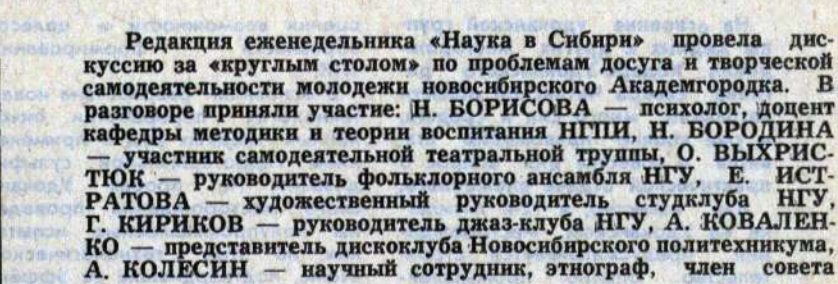 Редакция еженедельника «Наука в Сибири» провела дис-
куссию за «круглым столом» по проблемам досуга и творческой
самодеятельности молодежи новосибирского Академгородка. В
разговоре приняли участие: Н. БОРИСОВА — психолог, доцент
кафедры методики и теории воспитания НГПИ, Н. БОРОДИНА
— участник самодеятельной театральной труппы, О. ВЫХРИС-
ТЮК — руководитель фольклорного ансамбля НГУ, Е. ИСТ-
РАТОВА — художественный руководитель студклуба НГУ,
Г. КИРИКОВ — руководитель джаз-клуба НГУ, А. КОВАЛЕН-
КО — представитель дискоклуба Новосибирского политехникума,
А. КОЛЕСИН — научный сотрудник, этнограф, член совета